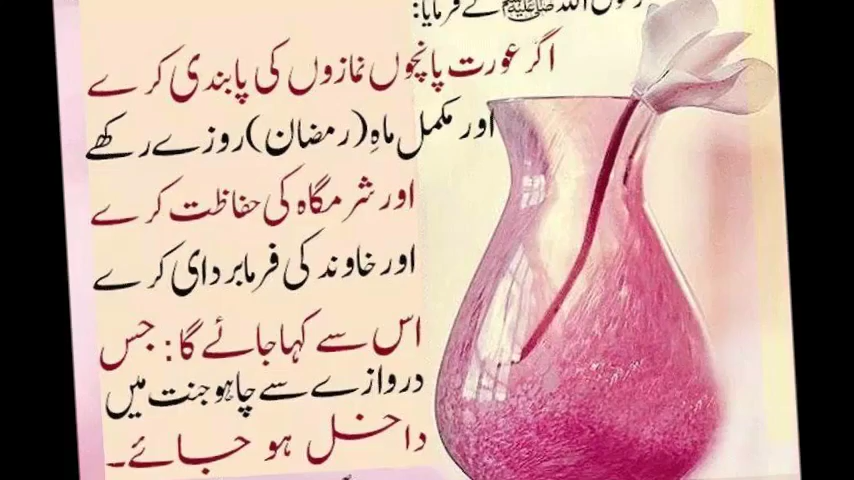 رسول اللہ ﷺ نے فرمایا:
اگر عورت پانچوں نمازوں کی پابندی کرے
اور مکمل ماہِ (رمضان) روزے رکھے
اور شرمگاہ کی حفاظت کرے
اور خاوند کی فرمابردای کرے
اس سے کہا جائے گا: جس
دروازے سے چاہو جنت میں
داخل ہو جائے۔